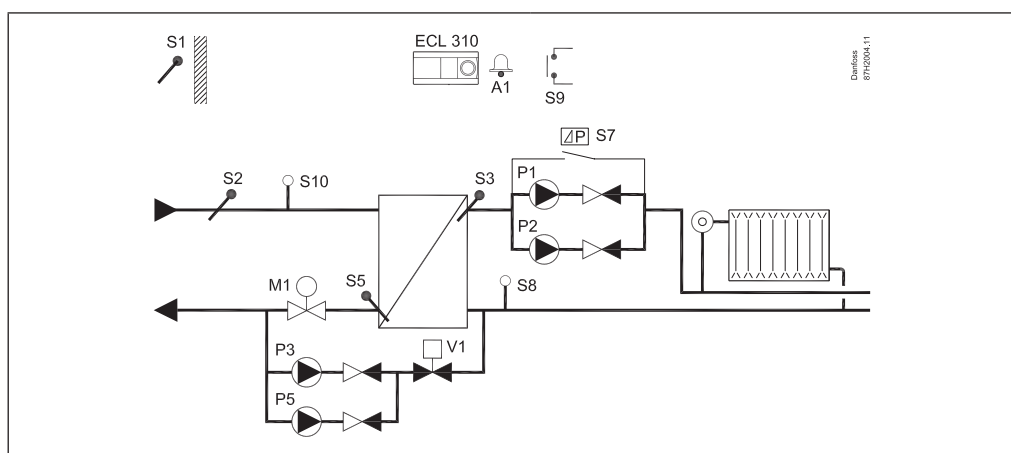 S1
ECL 310
A1
S9
Danfoss
87H2004.11
⊿P S7
S2
S10
S3
P1
P2
M1
S5
S8
P3
V1
P5